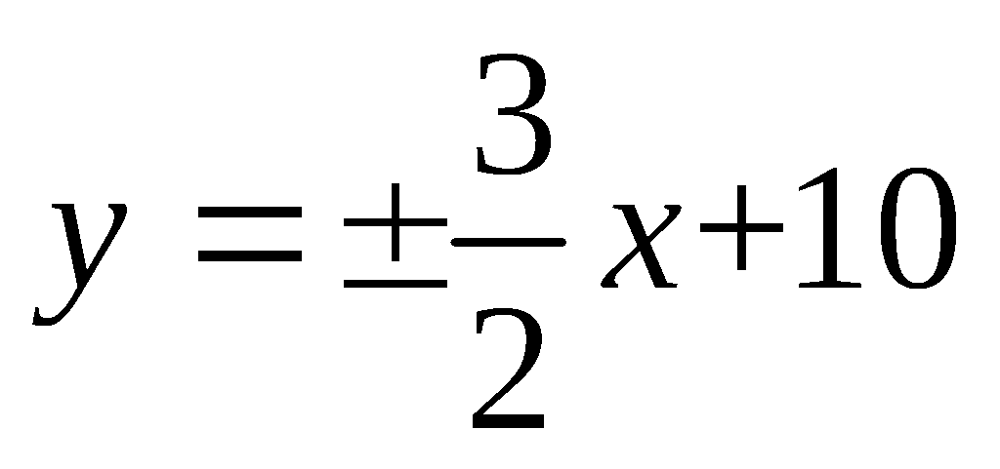 y = ± 3/2 x+10